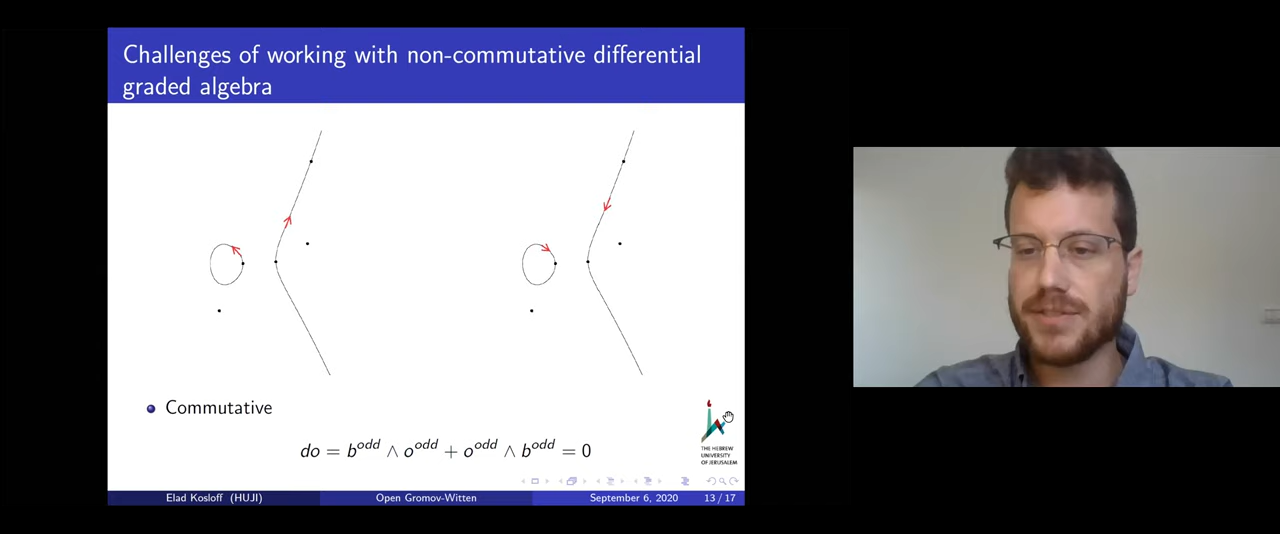 Challenges of working with non-commutative differential
graded algebra
Commutative
do = b^odd ∧ o^odd + o^odd ∧ b^odd = 0
THE HEBREW
UNIVERSITY
OF JERUSALEM
Elad Kosloff (HUJI) Open Gromov-Witten September 6, 2020 13 / 17